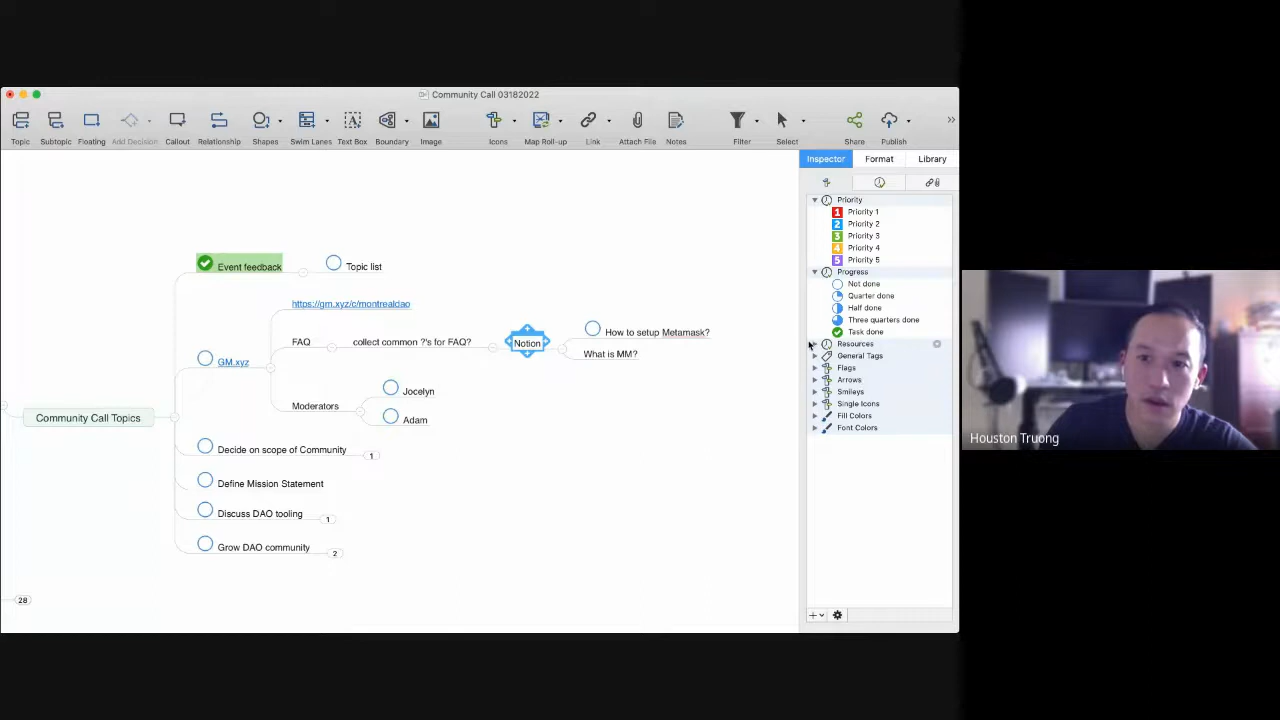 Community Call 03182022
Topic Subtopic Floating Add Decision Callout Relationship Shapes Swim Lanes Text Box Boundary Image Icons Map Roll-up Link Attach File Notes Filter Select Share Publish
Inspector Format Library
Priority
1 Priority 1
2 Priority 2
3 Priority 3
4 Priority 4
5 Priority 5
Progress
Not done
Quarter done
Half done
Three quarters done
Task done
Resources
General Tags
Flags
Arrows
Smileys
Single Icons
Fill Colors
Font Colors
Event feedback
Topic list
https://gm.xyz/c/montrealdao
FAQ
collect common ?'s for FAQ?
Notion
How to setup Metamask?
What is MM?
GM.xyz
Moderators
Jocelyn
Adam
Community Call Topics
Decide on scope of Community 1
Define Mission Statement
Discuss DAO tooling 1
Grow DAO community 2
28
Houston Truong